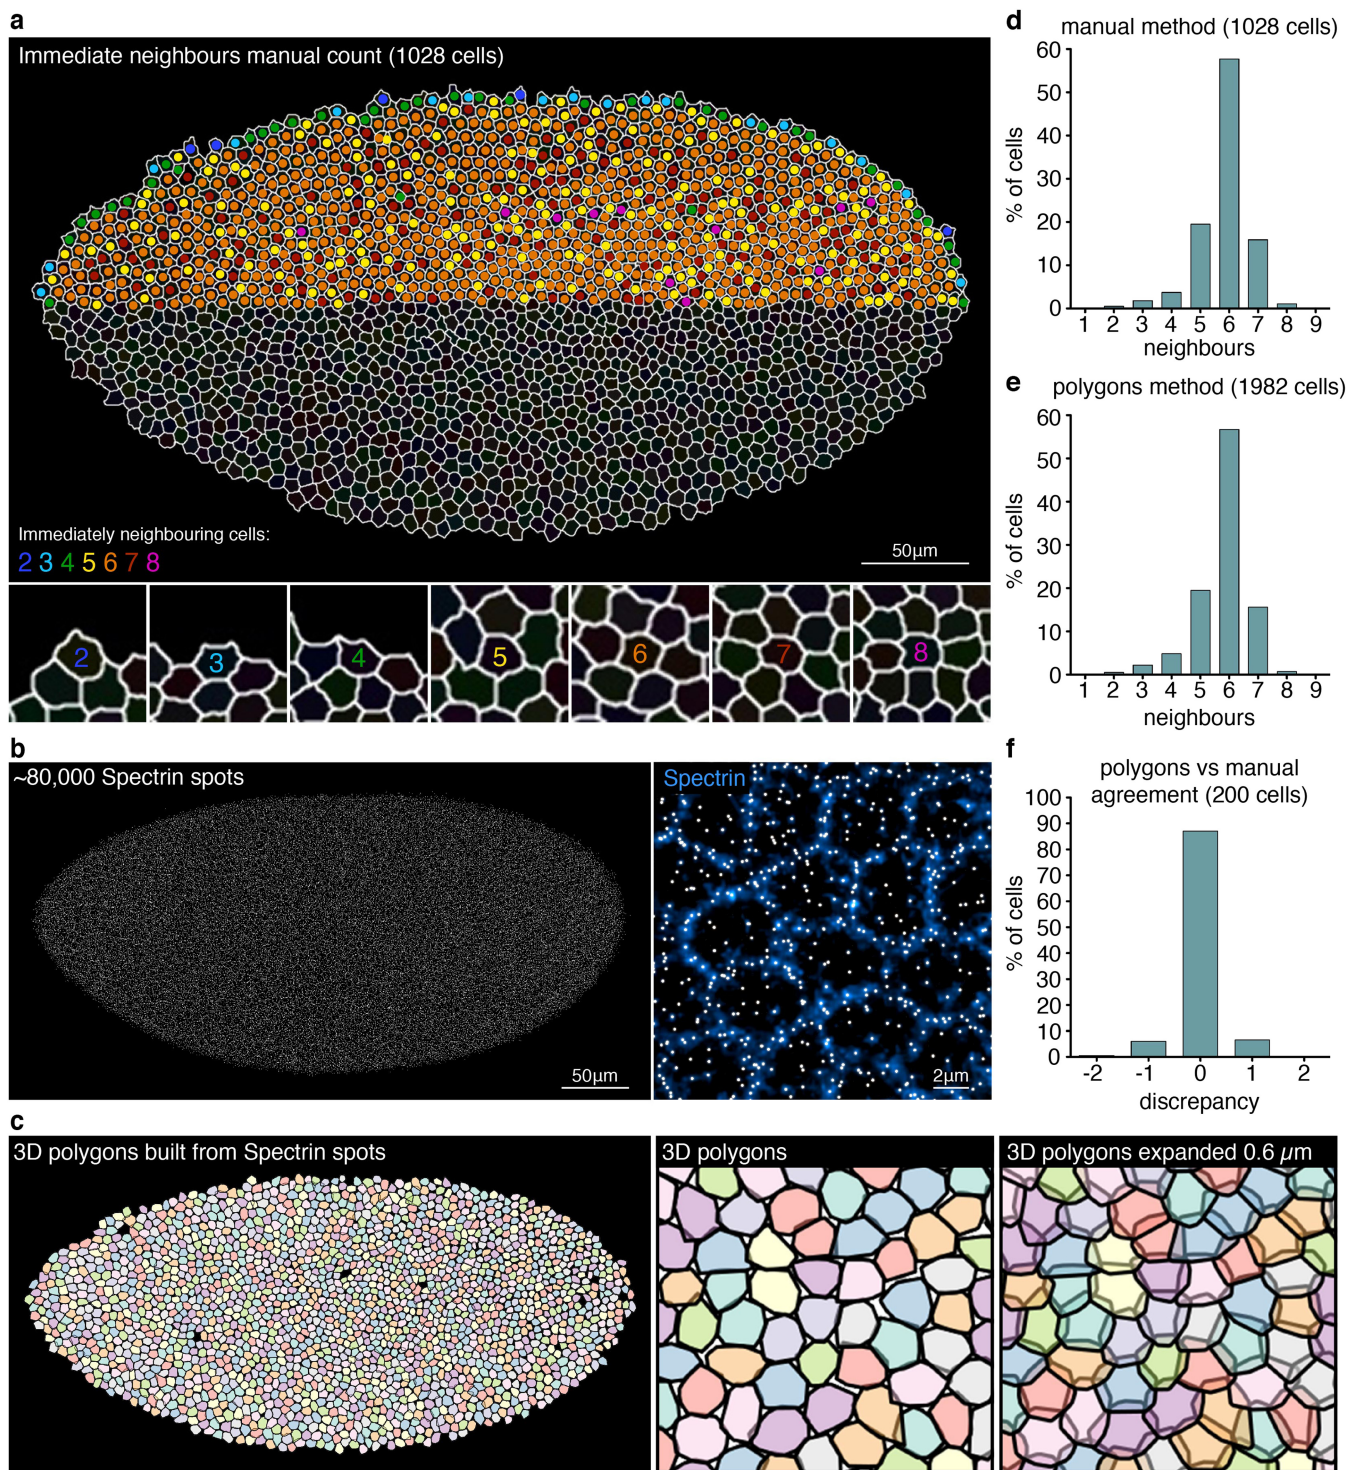 a
Immediate neighbours manual count (1028 cells)
Immediately neighbouring cells:
2 3 4 5 6 7 8
50µm
2 3 4 5 6 7 8
b
~80,000 Spectrin spots
50µm
Spectrin
2µm
c
3D polygons built from Spectrin spots
3D polygons
3D polygons expanded 0.6 µm
d
manual method (1028 cells)
% of cells
60
50
40
30
20
10
0
1 2 3 4 5 6 7 8 9
neighbours
e
polygons method (1982 cells)
% of cells
60
50
40
30
20
10
0
1 2 3 4 5 6 7 8 9
neighbours
f
polygons vs manual
agreement (200 cells)
% of cells
100
90
80
70
60
50
40
30
20
10
0
-2 -1 0 1 2
discrepancy